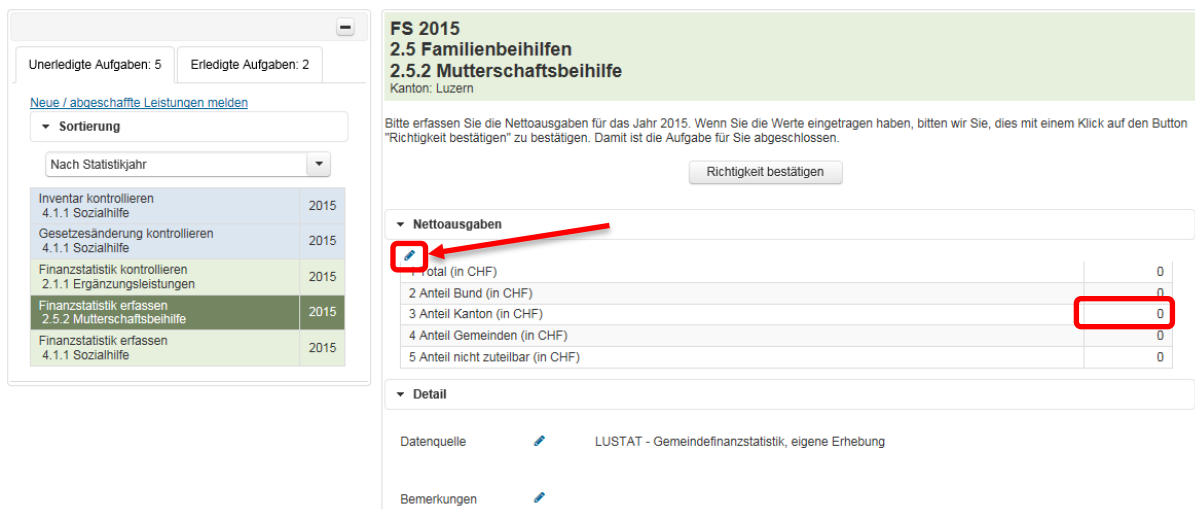 Unerledigte Aufgaben: 5
Erledigte Aufgaben: 2
Neue / abgeschaffte Leistungen melden
Sortierung
Nach Statistikjahr
Inventar kontrollieren
4.1.1 Sozialhilfe
2015
Gesetzesänderung kontrollieren
4.1.1 Sozialhilfe
2015
Finanzstatistik kontrollieren
2.1.1 Ergänzungsleistungen
2015
Finanzstatistik erfassen
2.5.2 Mutterschaftsbeihilfe
2015
Finanzstatistik erfassen
4.1.1 Sozialhilfe
2015
FS 2015
2.5 Familienbeihilfen
2.5.2 Mutterschaftsbeihilfe
Kanton: Luzern
Bitte erfassen Sie die Nettoausgaben für das Jahr 2015. Wenn Sie die Werte eingetragen haben, bitten wir Sie, dies mit einem Klick auf den Button
"Richtigkeit bestätigen" zu bestätigen. Damit ist die Aufgabe für Sie abgeschlossen.
Richtigkeit bestätigen
Nettoausgaben
1 Total (in CHF) 0
2 Anteil Bund (in CHF) 0
3 Anteil Kanton (in CHF) 0
4 Anteil Gemeinden (in CHF) 0
5 Anteil nicht zuteilbar (in CHF) 0
Detail
Datenquelle LUSTAT - Gemeindefinanzstatistik, eigene Erhebung
Bemerkungen